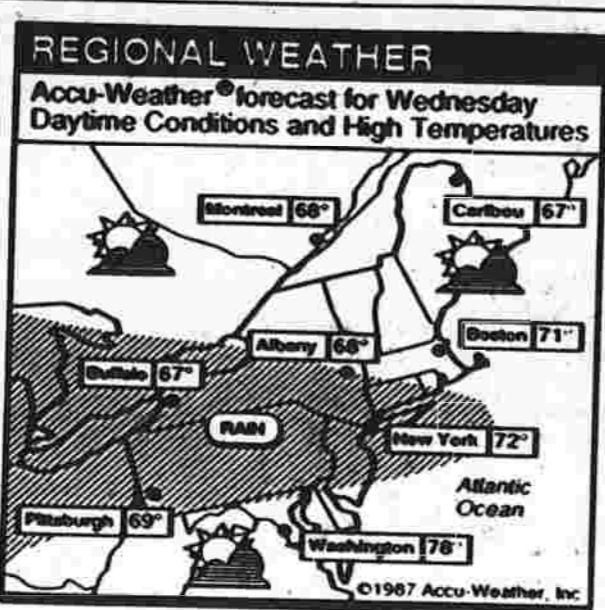 REGIONAL WEATHER
Accu-Weather® forecast for Wednesday
Daytime Conditions and High Temperatures
Montreal 68°
Caribou 67°
Boston 71°
Albany 68°
Buffalo 67°
RAIN
New York 72°
Atlantic
Ocean
Pittsburgh 69°
Washington 78°
©1987 Accu-Weather, Inc